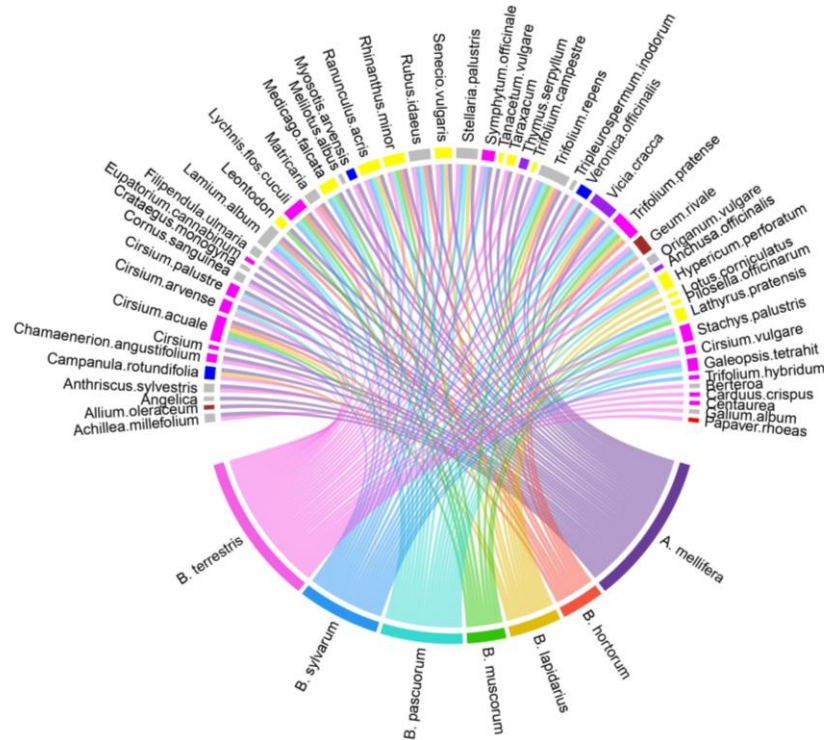 Achillea.millefolium
Allium.oleraceum
Angelica
Anthriscus.sylvestris
Campanula.rotundifolia
Chamaenerion.angustifolium
Cirsium
Cirsium.acuale
Cirsium.arvense
Cirsium.palustre
Cornus.sanguinea
Crataegus.monogyna
Eupatorium.cannabinum
Filipendula.ulmaria
Lamium.album
Leontodon
Lychnis.flos.cuculi
Matricaria
Medicago.falcata
Melilotus.albus
Myosotis.arvensis
Ranunculus.acris
Rhinanthus.minor
Rubus.idaeus
Senecio.vulgaris
Stellaria.palustris
Symphytum.officinale
Tanacetum.vulgare
Taraxacum
Thymus.serpyllum
Trifolium.campestre
Trifolium.repens
Tripleurospermum.inodorum
Veronica.officinalis
Vicia.cracca
Trifolium.pratense
Geum.rivale
Origanum.vulgare
Anchusa.officinalis
Hypericum.perforatum
Lotus.corniculatus
Pilosella.officinarum
Lathyrus.pratensis
Stachys.palustris
Cirsium.vulgare
Galeopsis.tetrahit
Trifolium.hybridum
Berteroa
Carduus.crispus
Centaurea
Galium.album
Papaver.rhoeas
B. terrestris
B. sylvarum
B. pascuorum
B. muscorum
B. lapidarius
B. hortorum
A. mellifera